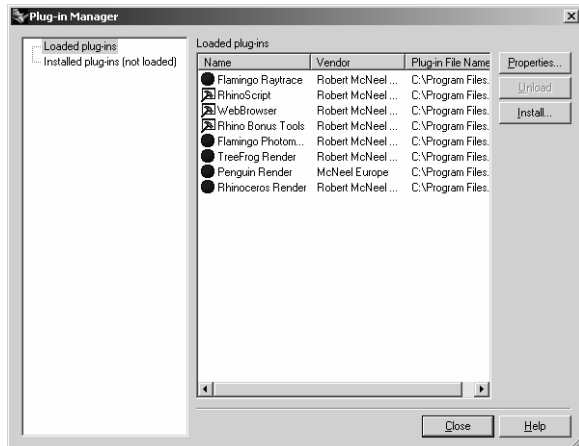 Plug-in Manager
Loaded plug-ins
Installed plug-ins (not loaded)
Loaded plug-ins
Name Vendor Plug-in File Name
Flamingo Raytrace Robert McNeel ... C:\Program Files.
RhinoScript Robert McNeel ... C:\Program Files.
WebBrowser Robert McNeel ... C:\Program Files.
Rhino Bonus Tools Robert McNeel ... C:\Program Files.
Flamingo Photom... Robert McNeel ... C:\Program Files.
TreeFrog Render Robert McNeel ... C:\Program Files.
Penguin Render McNeel Europe C:\Program Files.
Rhinoceros Render Robert McNeel ... C:\Program Files.
Properties...
Unload
Install...
Close
Help